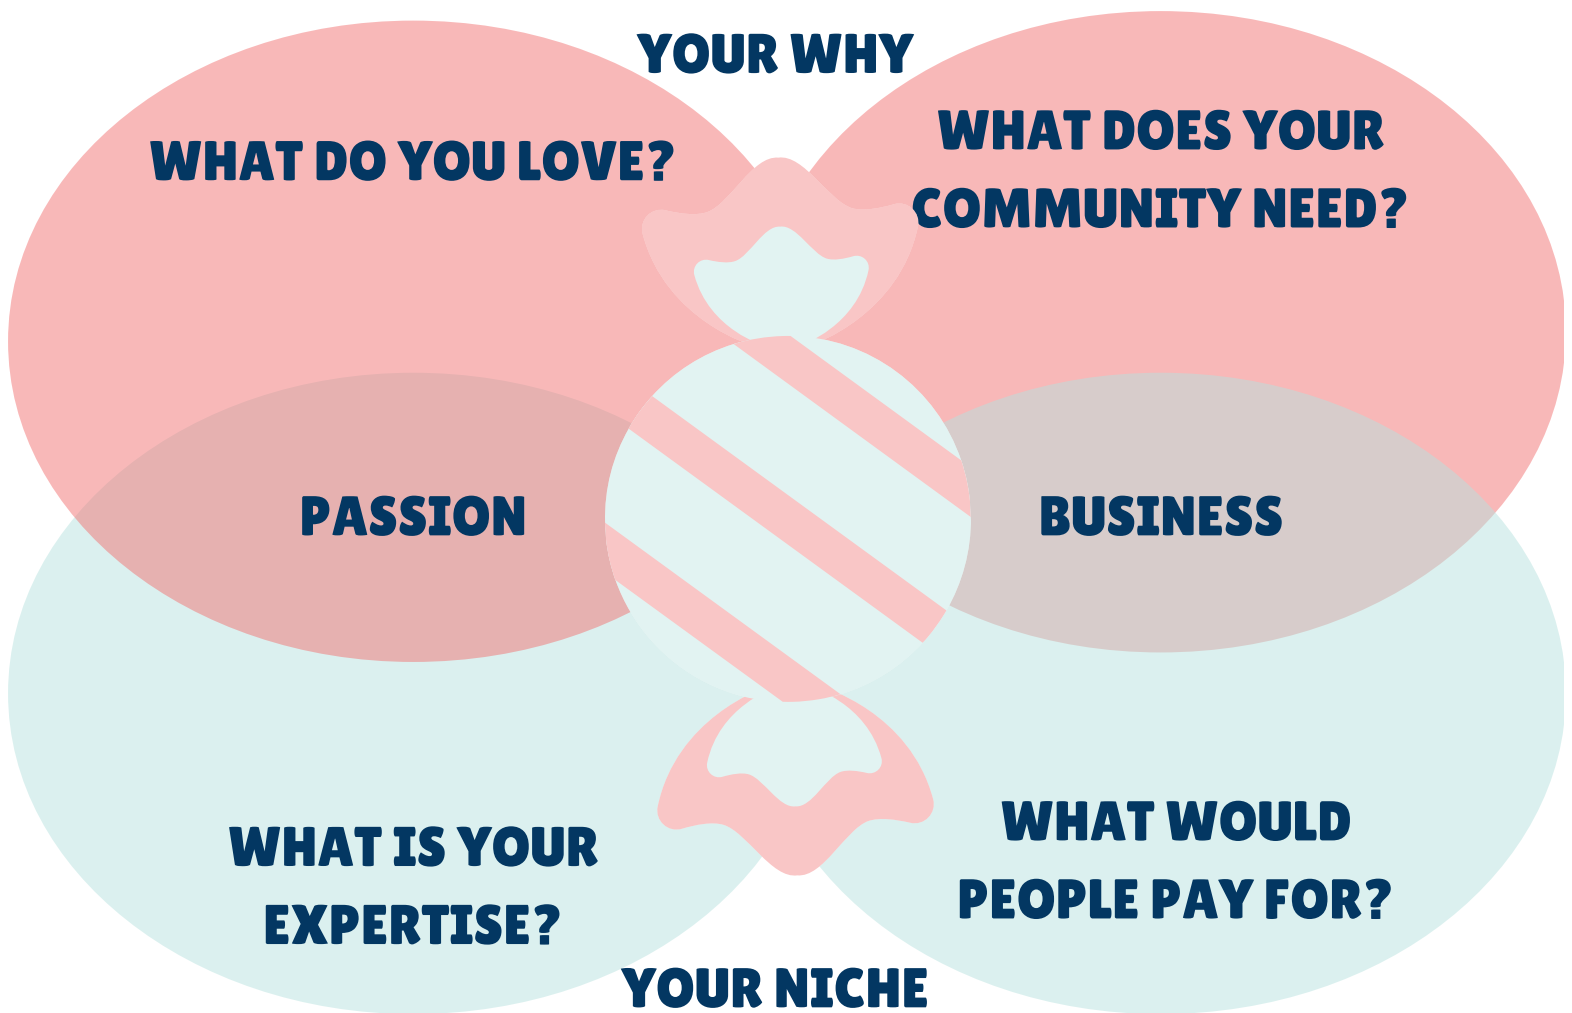 YOUR WHY
WHAT DO YOU LOVE?
WHAT DOES YOUR
COMMUNITY NEED?
PASSION
BUSINESS
WHAT IS YOUR
EXPERTISE?
WHAT WOULD
PEOPLE PAY FOR?
YOUR NICHE